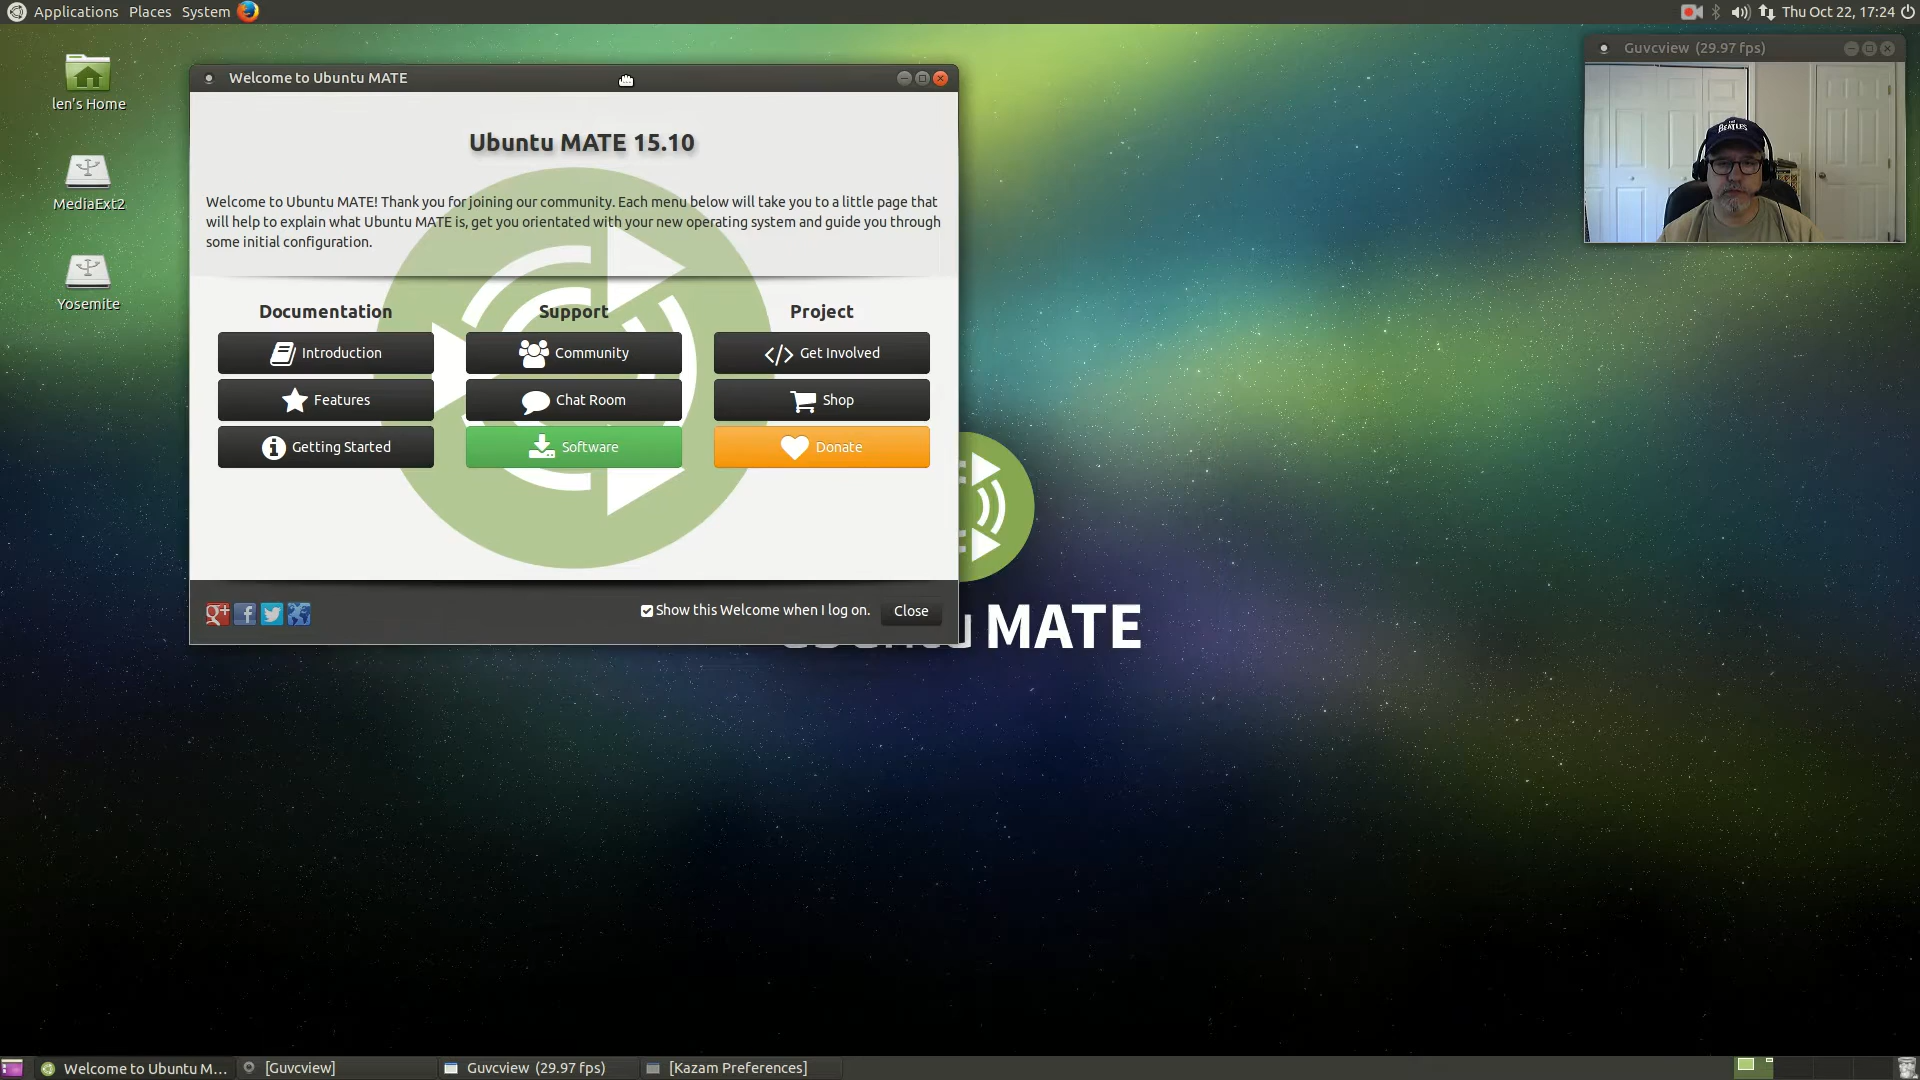 Applications Places System
Thu Oct 22, 17:24
len's Home
MediaExt2
Yosemite
Welcome to Ubuntu MATE
Ubuntu MATE 15.10
Welcome to Ubuntu MATE! Thank you for joining our community. Each menu below will take you to a little page that
will help to explain what Ubuntu MATE is, get you orientated with your new operating system and guide you through
some initial configuration.
Documentation Support Project
Introduction Community Get Involved
Features Chat Room Shop
Getting Started Software Donate
Show this Welcome when I log on. Close
Guvcview (29.97 fps)
THE
BEATLES
MATE
Welcome to Ubuntu M... [Guvcview] Guvcview (29.97 fps) [Kazam Preferences]